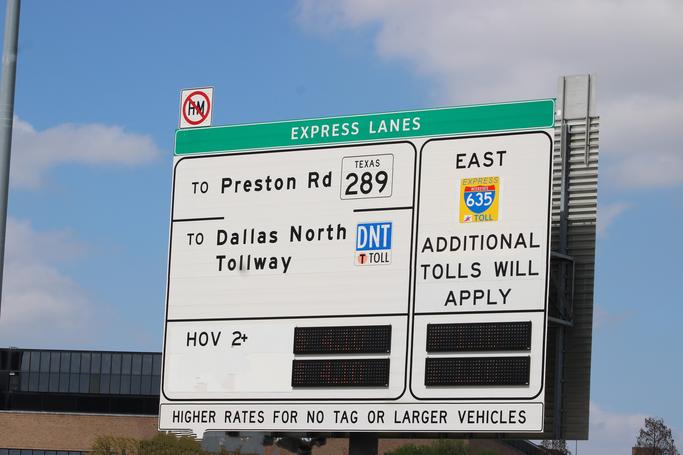 HM
EXPRESS LANES
TO Preston Rd
TEXAS
289
TO Dallas North
Tollway
DNT
T TOLL
HOV 2+
EAST
EXPRESS
635
TOLL
ADDITIONAL
TOLLS WILL
APPLY
HIGHER RATES FOR NO TAG OR LARGER VEHICLES